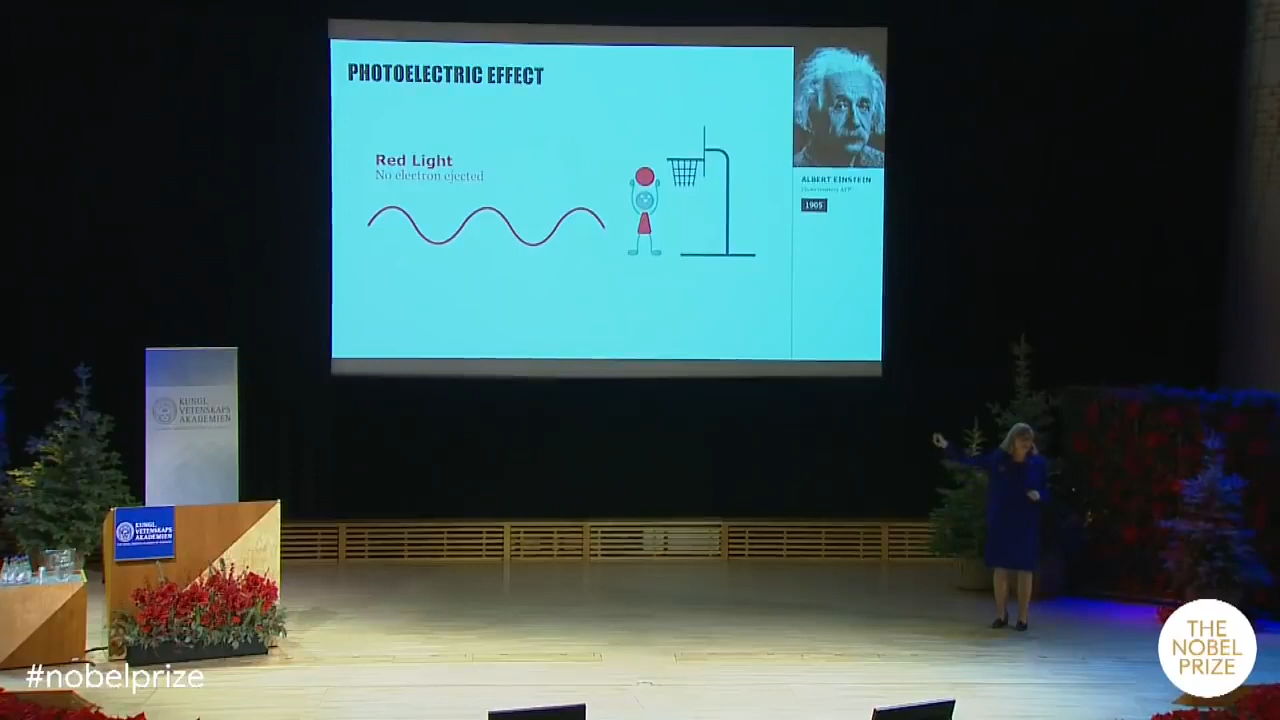 PHOTOELECTRIC EFFECT
Red Light
No electron ejected
ALBERT EINSTEIN
1905
KUNGL.
VETENSKAPS
AKADEMIEN
KUNGL.
VETENSKAPS
AKADEMIEN
#nobelprize
THE
NOBEL
PRIZE